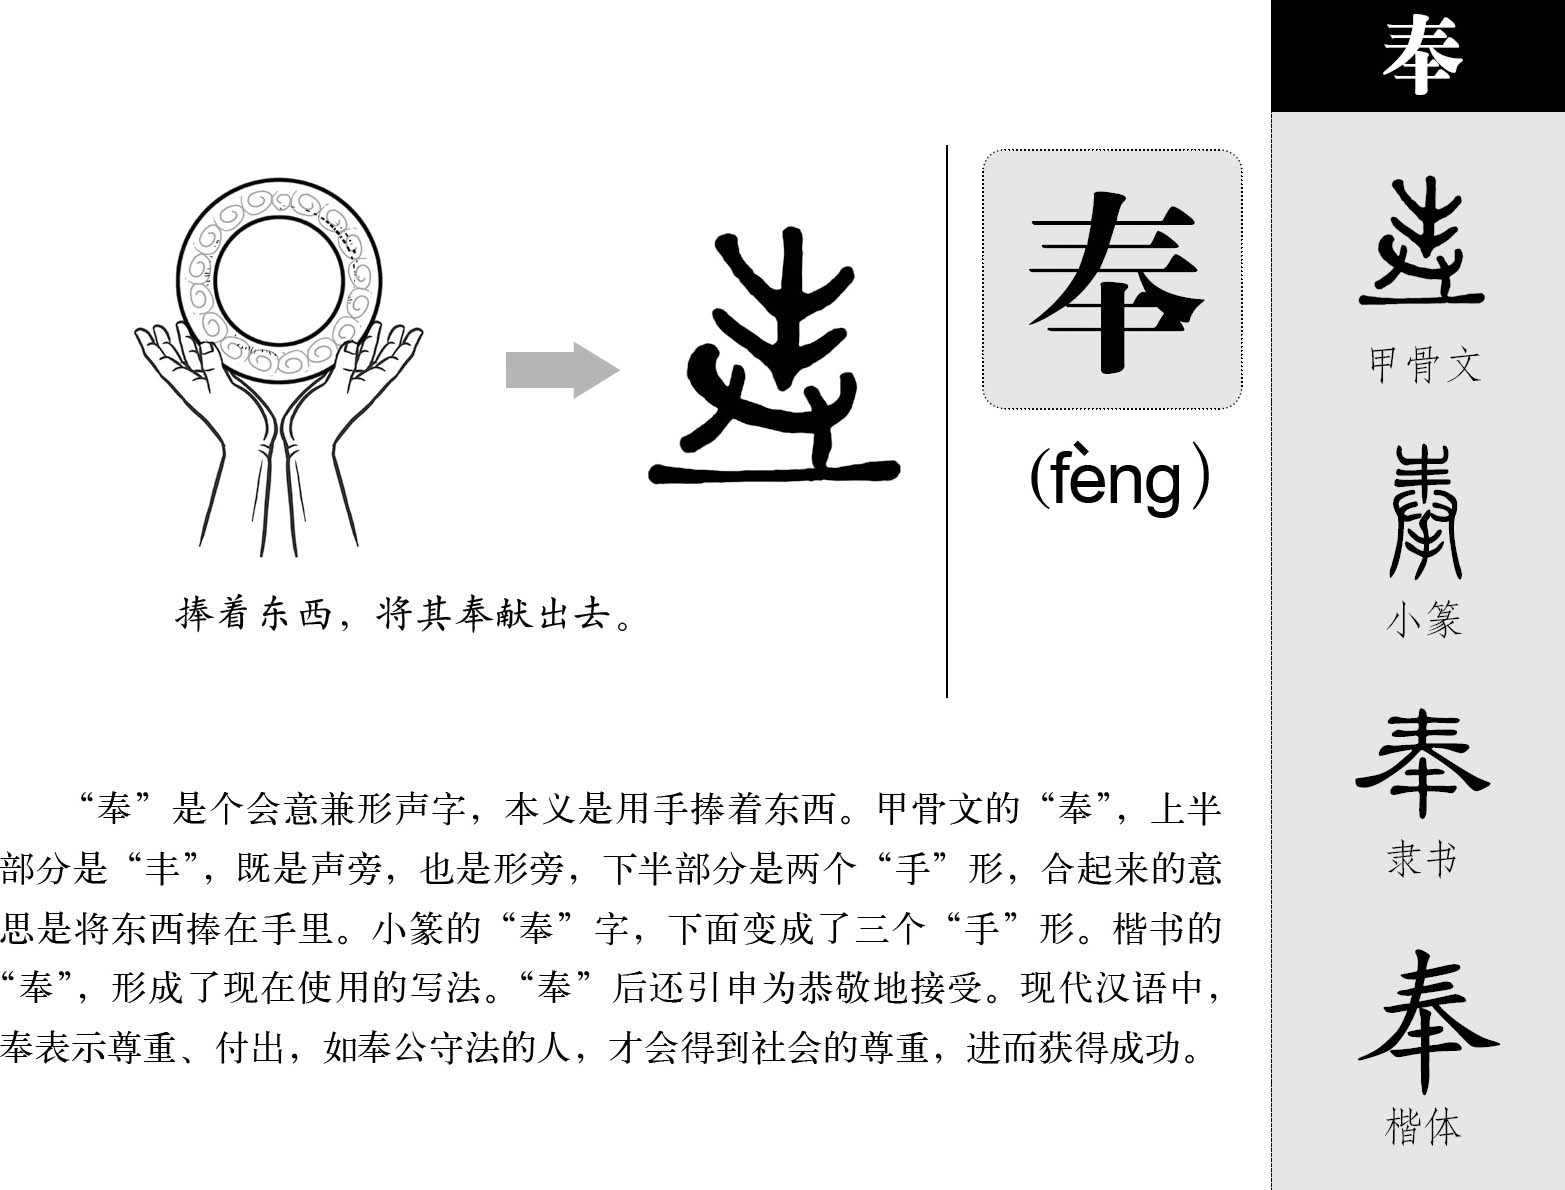 奉
(fèng)
捧着东西，将其奉献出去。
“奉”是个会意兼形声字，本义是用手捧着东西。甲骨文的“奉”，上半
部分是“丰”，既是声旁，也是形旁，下半部分是两个“手”形，合起来的意
思是将东西捧在手里。小篆的“奉”字，下面变成了三个“手”形。楷书的
“奉”，形成了现在使用的写法。“奉”后还引申为恭敬地接受。现代汉语中，
奉表示尊重、付出，如奉公守法的人，才会得到社会的尊重，进而获得成功。
奉
甲骨文
小篆
奉
隶书
奉
楷体